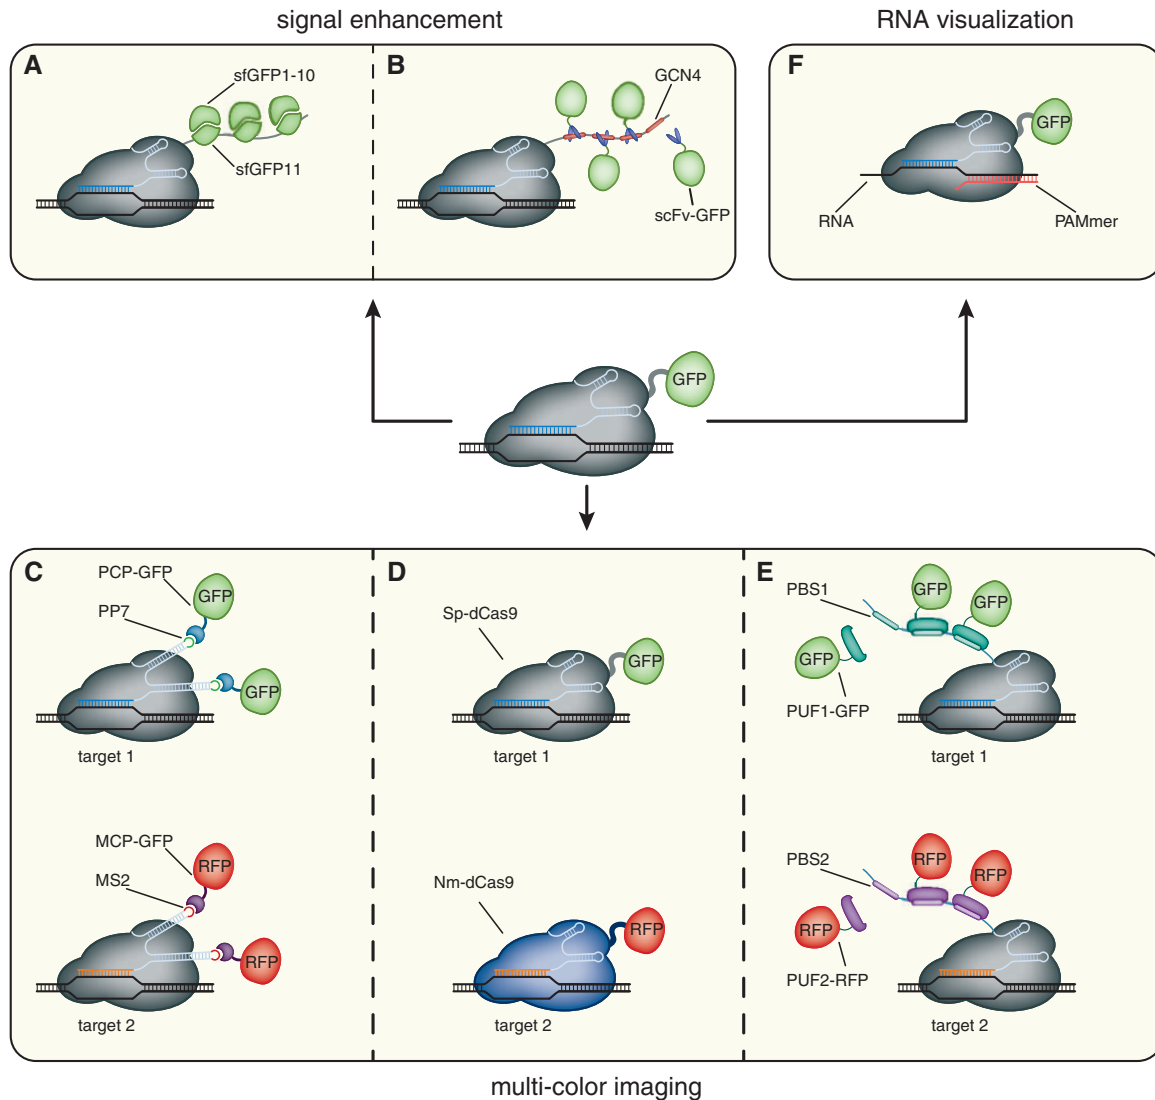 signal enhancement
RNA visualization
A
sfGFP1-10
sfGFP11
B
GCN4
scFv-GFP
F
GFP
RNA
PAMmer
GFP
C
PCP-GFP
GFP
PP7
GFP
target 1
MCP-GFP
RFP
MS2
RFP
target 2
D
Sp-dCas9
GFP
target 1
Nm-dCas9
RFP
target 2
E
PBS1
GFP
GFP
GFP
PUF1-GFP
target 1
PBS2
RFP
RFP
RFP
PUF2-RFP
target 2
multi-color imaging